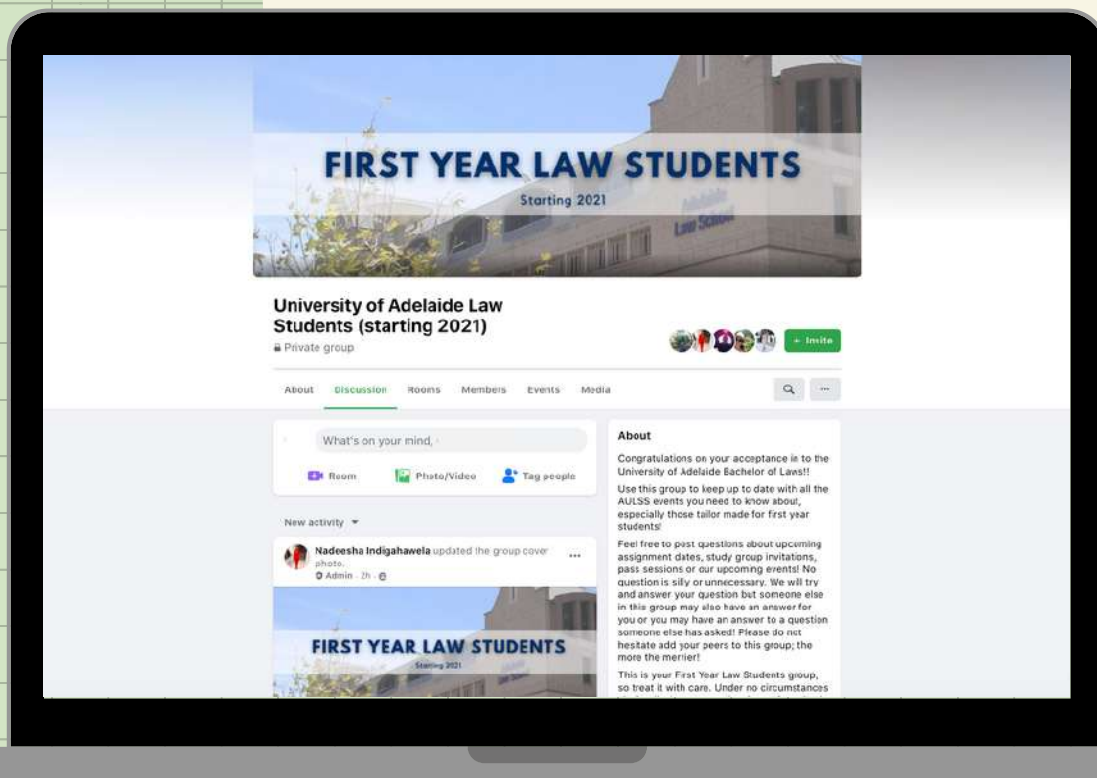 FIRST YEAR LAW STUDENTS
Starting 2021
Adelaide
Law School
University of Adelaide Law
Students (starting 2021)
Private group
+ Invite
About Discussion Rooms Members Events Media
What's on your mind,
Room Photo/Video Tag people
New activity
Nadeesha Indigahawela updated the group cover
photo.
Admin · 2h ·
FIRST YEAR LAW STUDENTS
Starting 2021
About
Congratulations on your acceptance in to the
University of Adelaide Bachelor of Laws!!
Use this group to keep up to date with all the
AULSS events you need to know about,
especially those tailor made for first year
students!
Feel free to post questions about upcoming
assignment dates, study group invitations,
pass sessions or our upcoming events! No
question is silly or unnecessary. We will try
and answer your question but someone else
in this group may also have an answer for
you or you may have an answer to a question
someone else has asked! Please do not
hesitate add your peers to this group; the
more the merrier!
This is your First Year Law Students group,
so treat it with care. Under no circumstances